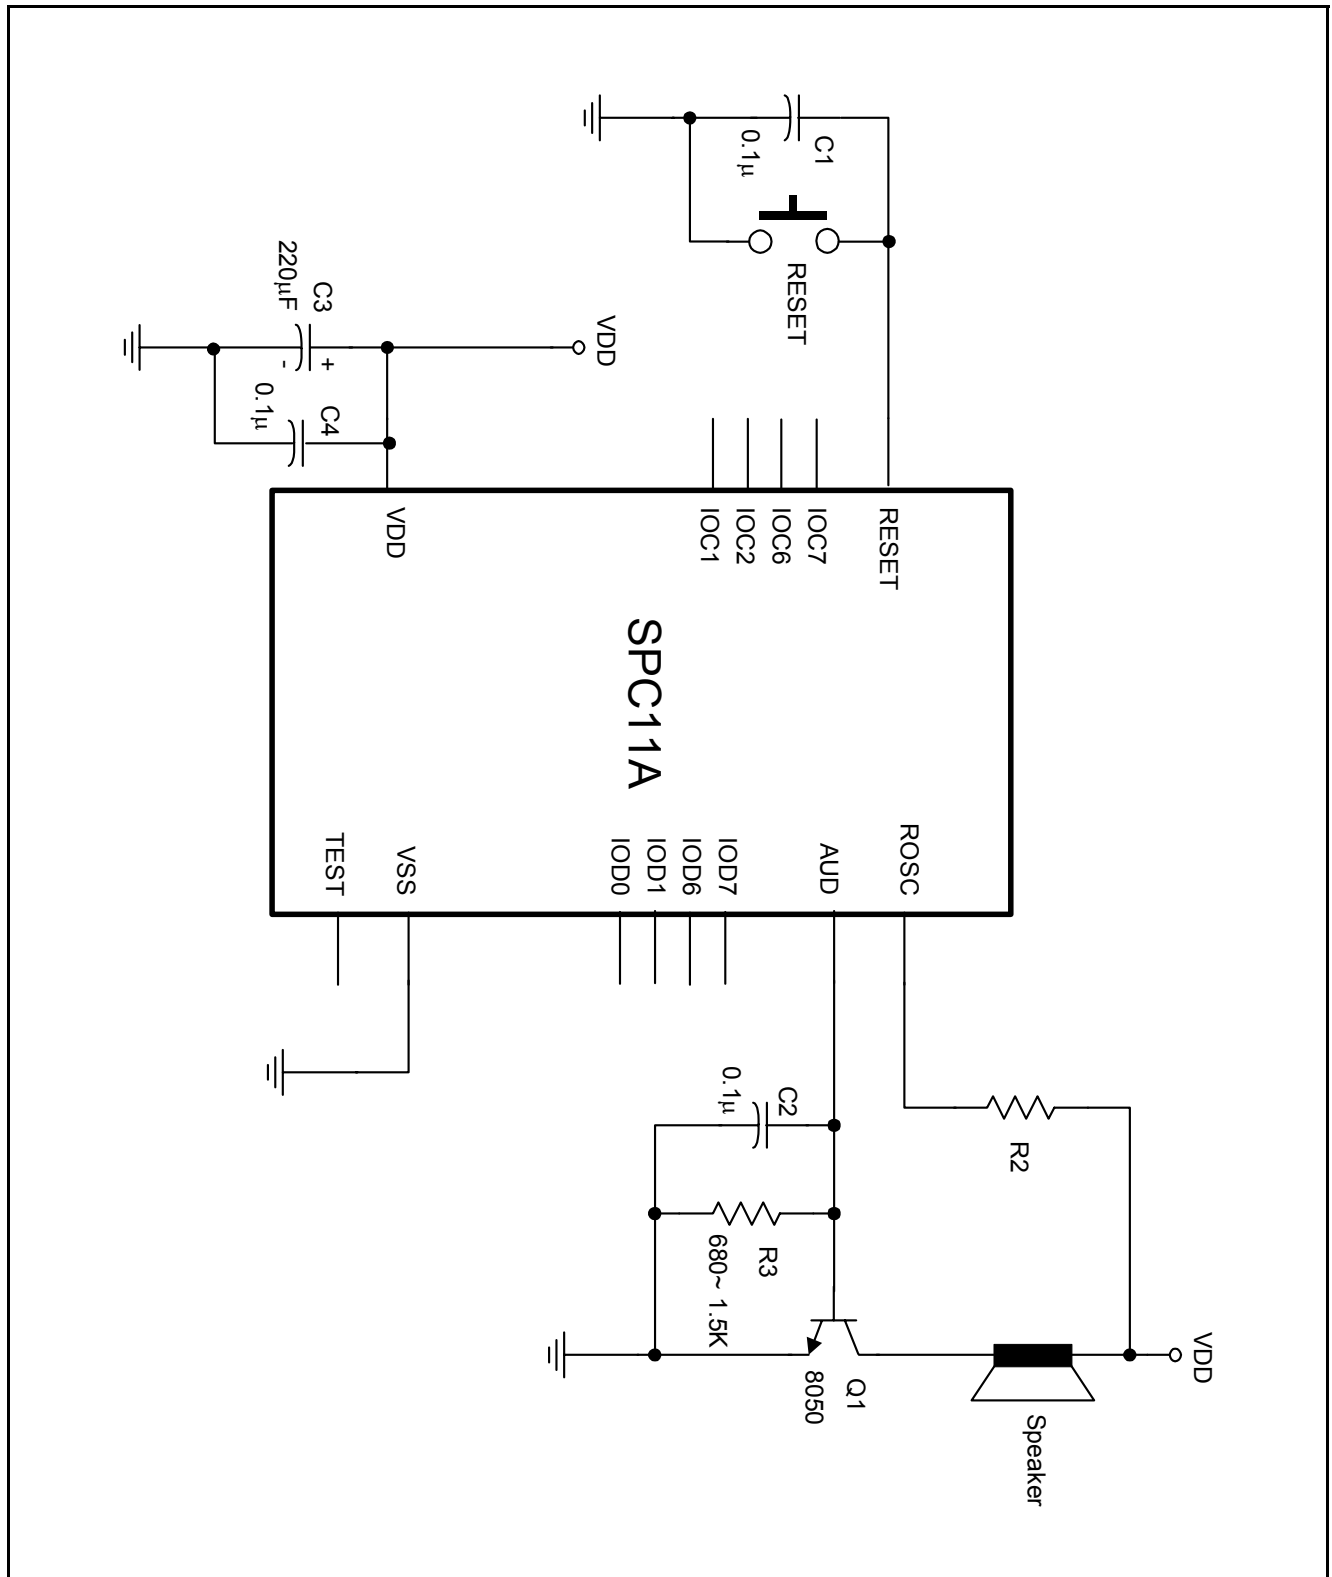 C1
0.1µ
RESET
VDD
C3
220µF
+
-
C4
0.1µ
RESET
IOC7
IOC6
IOC2
IOC1
VDD
SPC11A
ROSC
AUD
IOD7
IOD6
IOD1
IOD0
VSS
TEST
R2
C2
0.1µ
R3
680~ 1.5K
VDD
Q1
8050
Speaker